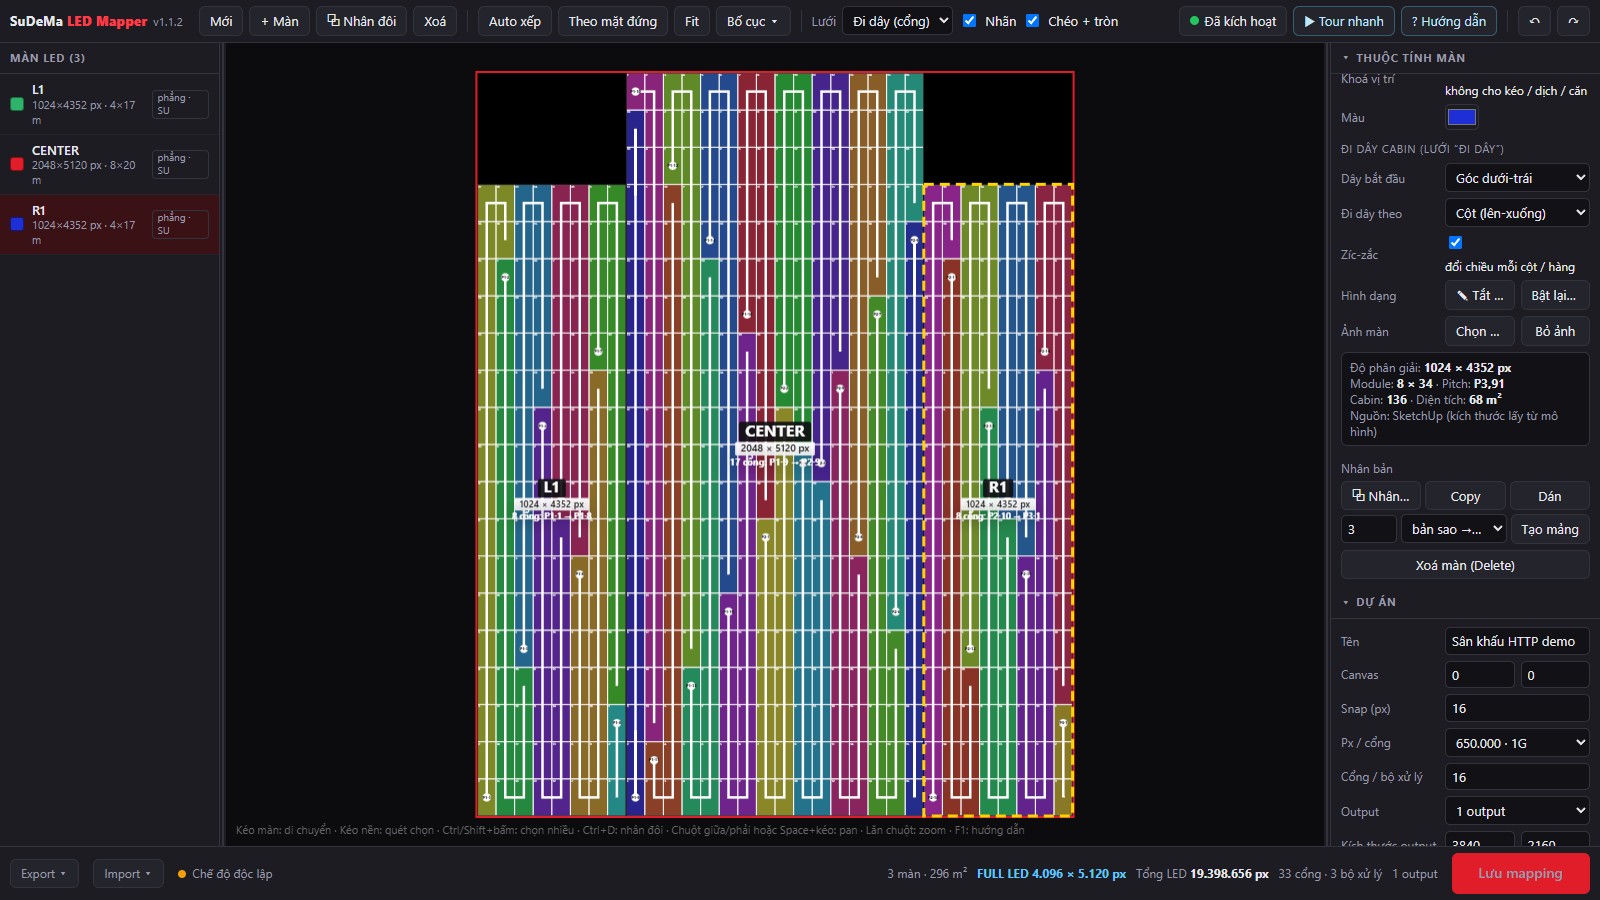 SuDeMa LED Mapper v1.1.2
Mới
+ Màn
Nhân đôi
Xoá
Auto xếp
Theo mặt đứng
Fit
Bố cục
Lưới
Đi dây (cổng)
Nhãn
Chéo + tròn
Đã kích hoạt
Tour nhanh
? Hướng dẫn
MÀN LED (3)
L1
1024×4352 px · 4×17
m
phẳng ·
SU
CENTER
2048×5120 px · 8×20
m
phẳng ·
SU
R1
1024×4352 px · 4×17
m
phẳng ·
SU
CENTER
2048 × 5120 px
L1
1024 × 4352 px
R1
1024 × 4352 px
Kéo màn: di chuyển · Kéo nền: quét chọn · Ctrl/Shift+bấm: chọn nhiều · Ctrl+D: nhân đôi · Chuột giữa/phải hoặc Space+kéo: pan · Lăn chuột: zoom · F1: hướng dẫn
THUỘC TÍNH MÀN
Khoá vị trí
không cho kéo / dịch / căn
Màu
ĐI DÂY CABIN (LƯỚI "ĐI DÂY")
Dây bắt đầu
Góc dưới-trái
Đi dây theo
Cột (lên-xuống)
Zíc-zắc
đổi chiều mỗi cột / hàng
Hình dạng
Tắt ...
Bật lại...
Ảnh màn
Chọn ...
Bỏ ảnh
Độ phân giải: 1024 × 4352 px
Module: 8 × 34 · Pitch: P3,91
Cabin: 136 · Diện tích: 68 m²
Nguồn: SketchUp (kích thước lấy từ mô
hình)
Nhân bản
Nhân...
Copy
Dán
3
bản sao →...
Tạo mảng
Xoá màn (Delete)
DỰ ÁN
Tên
Sân khấu HTTP demo
Canvas
0
0
Snap (px)
16
Px / cổng
650.000 · 1G
Cổng / bộ xử lý
16
Output
1 output
Kích thước output
3840
2160
Export
Import
Chế độ độc lập
3 màn · 296 m²
FULL LED 4.096 × 5.120 px
Tổng LED 19.398.656 px
33 cổng · 3 bộ xử lý
1 output
Lưu mapping